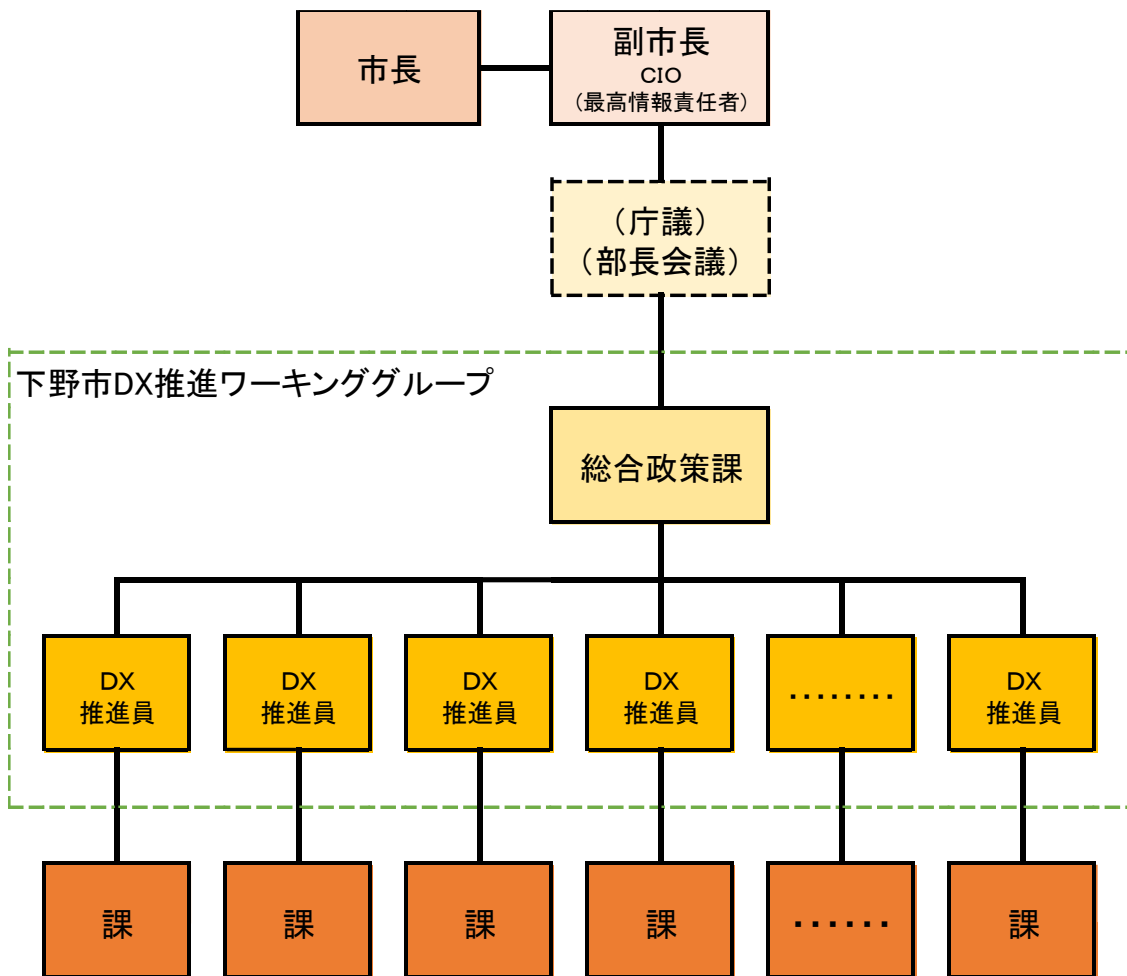 市長
副市長
CIO
（最高情報責任者）
（庁議）
（部長会議）
下野市DX推進ワーキンググループ
総合政策課
DX
推進員
DX
推進員
DX
推進員
DX
推進員
········
DX
推進員
課
課
課
課
······
課